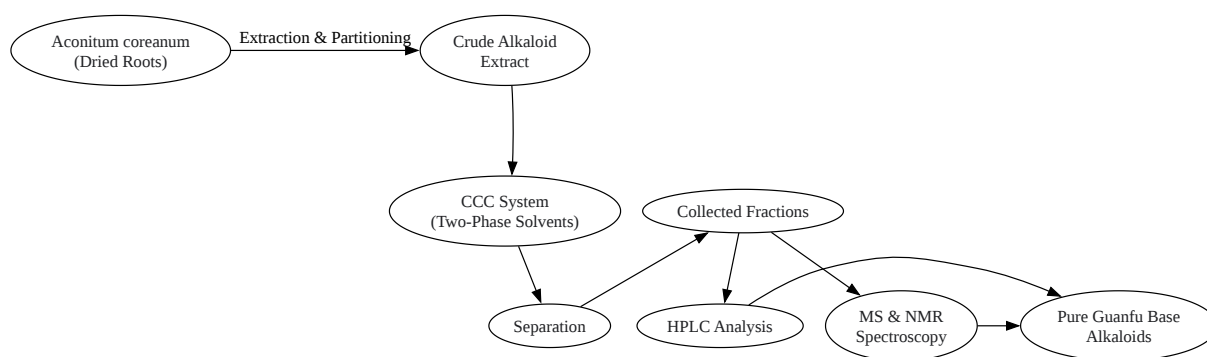 Aconitum coreanum
(Dried Roots)
Extraction & Partitioning
Crude Alkaloid
Extract
CCC System
(Two-Phase Solvents)
Collected Fractions
Separation
HPLC Analysis
MS & NMR
Spectroscopy
Pure Guanfu Base
Alkaloids